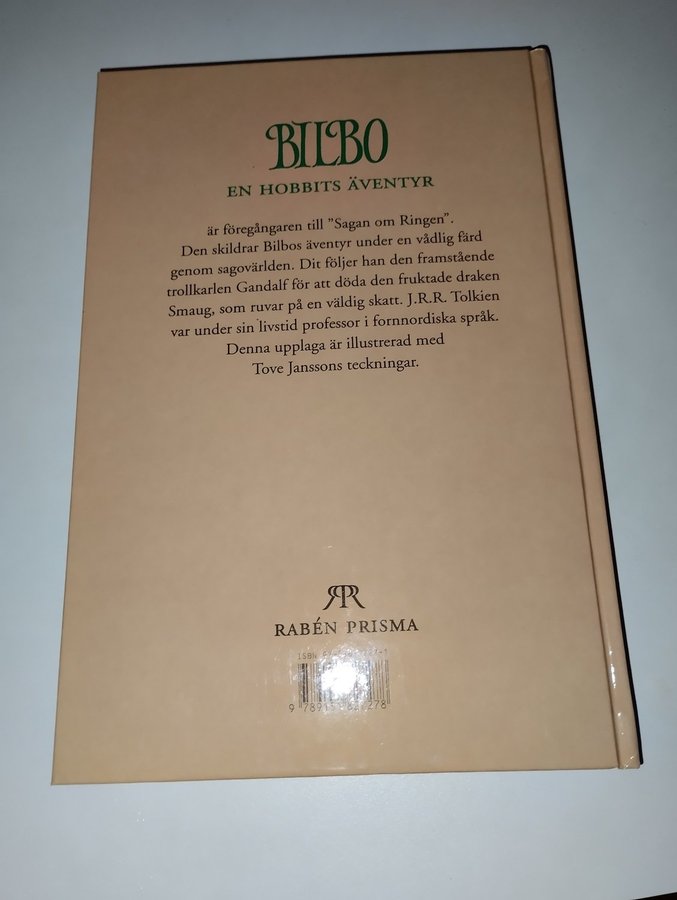 BILBO
EN HOBBITS ÄVENTYR
är föregångaren till "Sagan om Ringen".
Den skildrar Bilbos äventyr under en vådlig färd
genom sagovärlden. Dit följer han den framstående
trollkarlen Gandalf för att döda den fruktade draken
Smaug, som ruvar på en väldig skatt. J.R.R. Tolkien
var under sin livstid professor i fornnordiska språk.
Denna upplaga är illustrerad med
Tove Janssons teckningar.
RABÉN PRISMA
ISBN